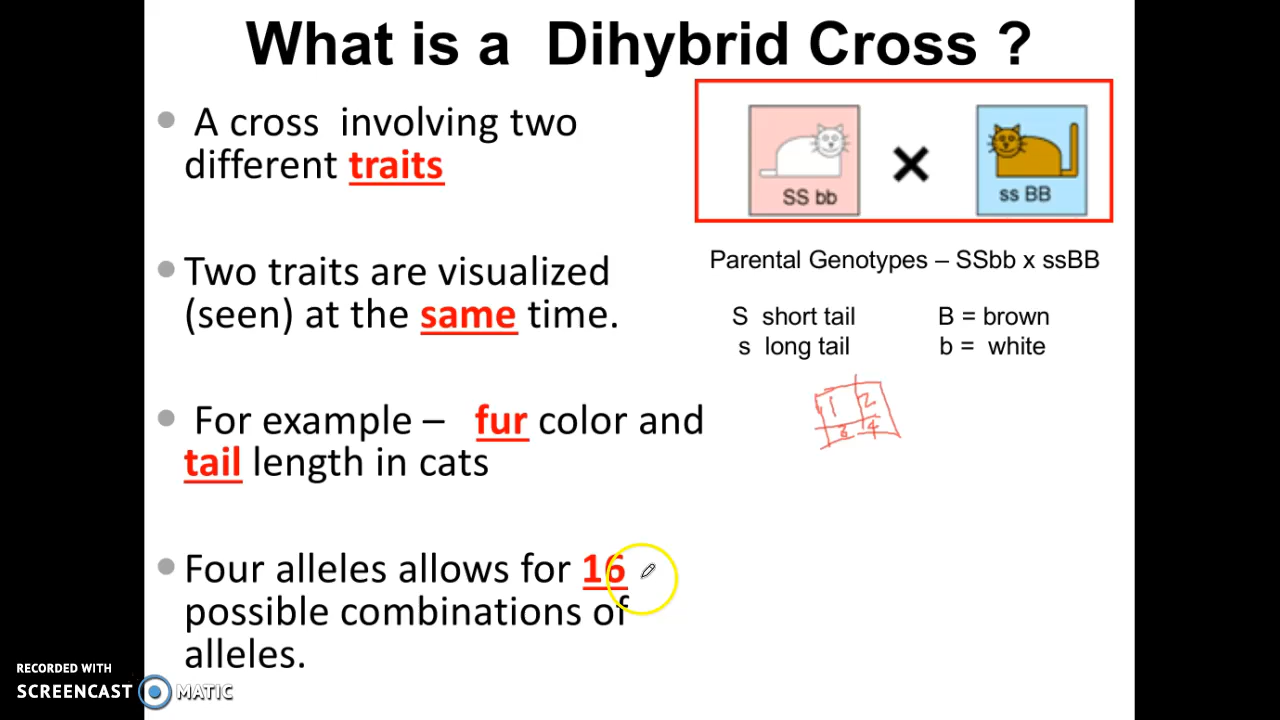 What is a Dihybrid Cross ?
A cross involving two
different traits
Two traits are visualized
(seen) at the same time.
For example – fur color and
tail length in cats
Four alleles allows for 16
possible combinations of
alleles.
SS bb
ss BB
Parental Genotypes – SSbb x ssBB
S short tail B = brown
s long tail b = white
1 2
3 4
RECORDED WITH
SCREENCAST MATIC